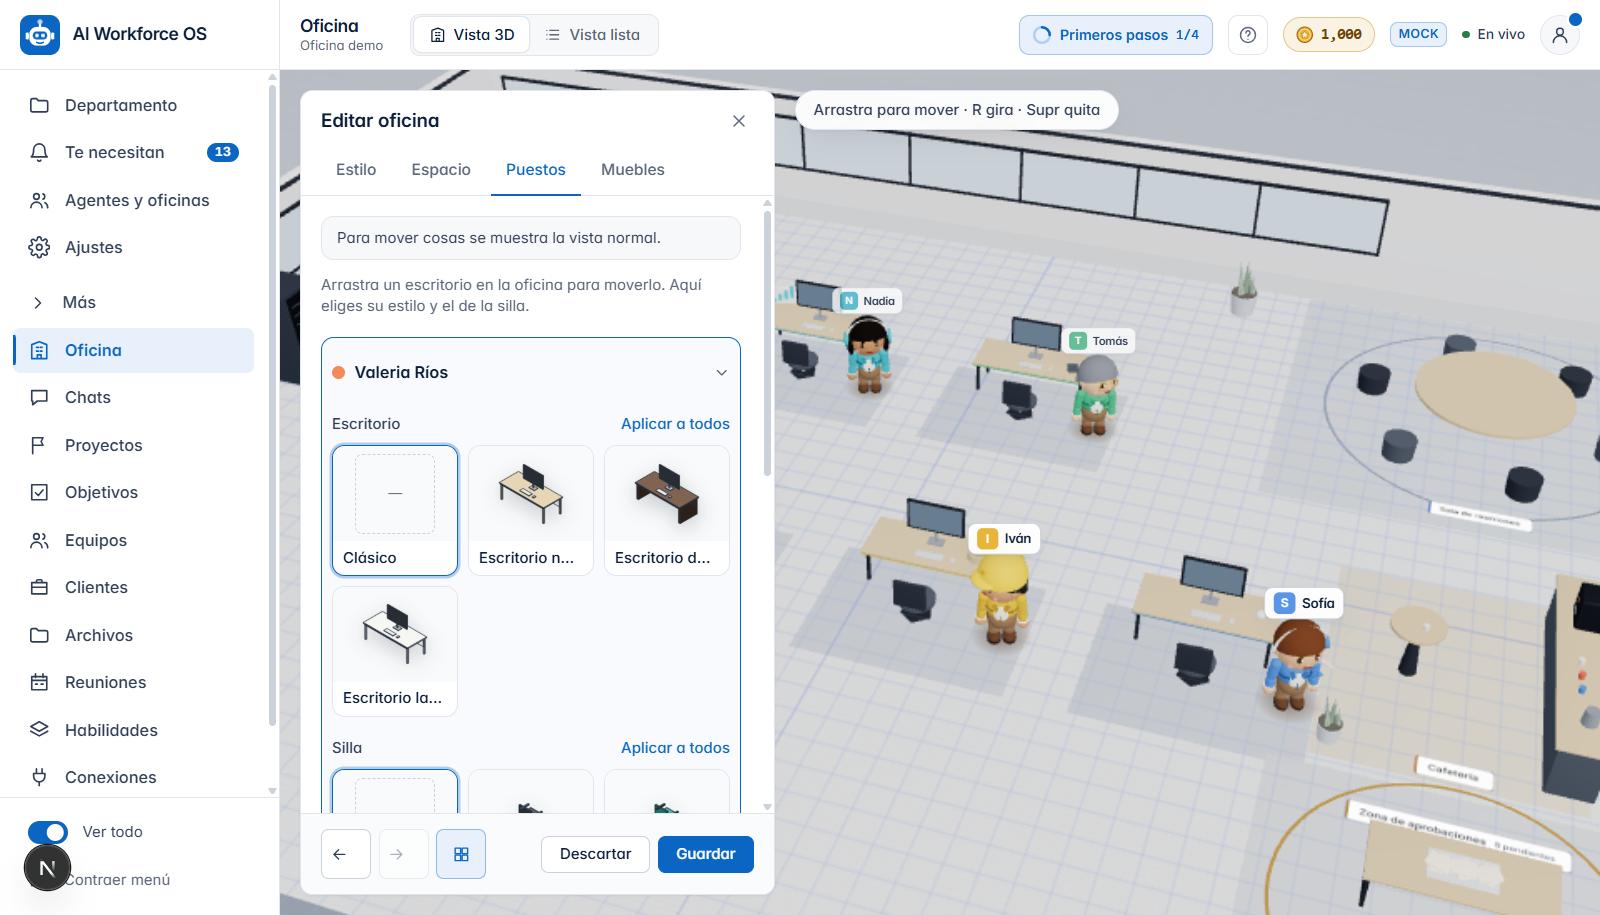 AI Workforce OS
Oficina
Oficina demo
Vista 3D
Vista lista
Primeros pasos 1/4
1,000
MOCK
En vivo
Departamento
Te necesitan 13
Agentes y oficinas
Ajustes
Más
Oficina
Chats
Proyectos
Objetivos
Equipos
Clientes
Archivos
Reuniones
Habilidades
Conexiones
Ver todo
N
Contraer menú
Editar oficina
Estilo
Espacio
Puestos
Muebles
Para mover cosas se muestra la vista normal.
Arrastra un escritorio en la oficina para moverlo. Aquí
eliges su estilo y el de la silla.
Valeria Ríos
Escritorio
Aplicar a todos
Clásico
Escritorio n...
Escritorio d...
Escritorio la...
Silla
Aplicar a todos
Descartar
Guardar
Arrastra para mover · R gira · Supr quita
N Nadia
T Tomás
I Iván
S Sofía
Sala de reuniones
Cafetería
Zona de aprobaciones
pendientes